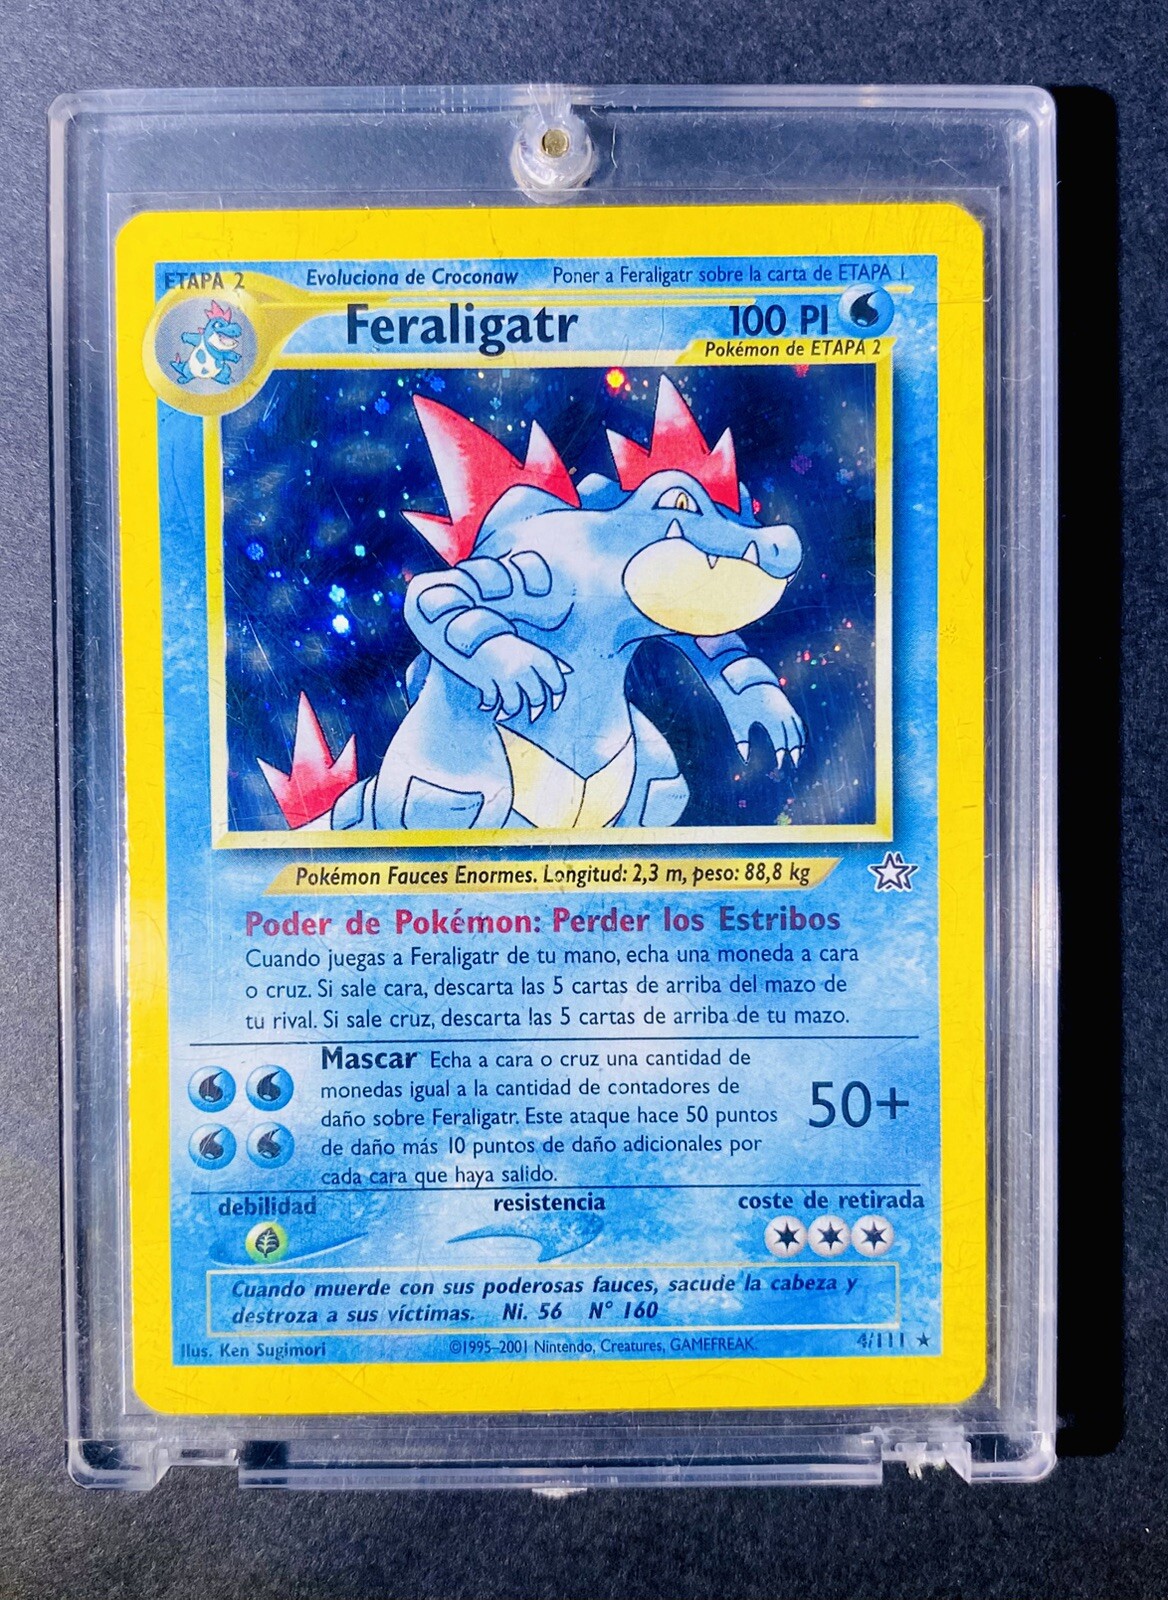 ETAPA 2 Evoluciona de Croconaw Poner a Feraligatr sobre la carta de ETAPA 1
Feraligatr 100 PI
Pokémon de ETAPA 2
Pokémon Fauces Enormes. Longitud: 2,3 m, peso: 88,8 kg
Poder de Pokémon: Perder los Estribos
Cuando juegas a Feraligatr de tu mano, echa una moneda a cara
o cruz. Si sale cara, descarta las 5 cartas de arriba del mazo de
tu rival. Si sale cruz, descarta las 5 cartas de arriba de tu mazo.
Mascar Echa a cara o cruz una cantidad de
monedas igual a la cantidad de contadores de
daño sobre Feraligatr. Este ataque hace 50 puntos
de daño más 10 puntos de daño adicionales por
cada cara que haya salido.
50+
debilidad resistencia coste de retirada
Cuando muerde con sus poderosas fauces, sacude la cabeza y
destroza a sus víctimas. Ni. 56 N° 160
Ilus. Ken Sugimori ©1995–2001 Nintendo, Creatures, GAMEFREAK. 4/111 ★